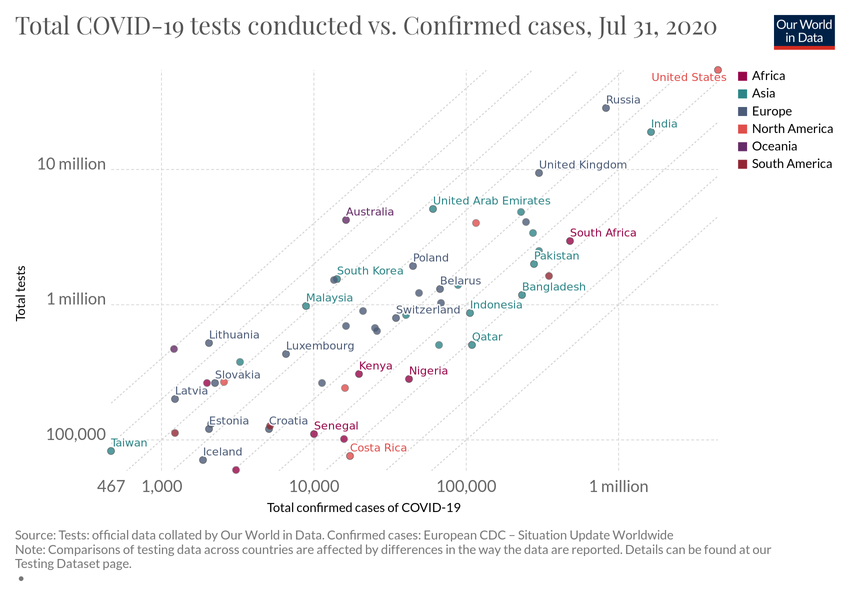 Total COVID-19 tests conducted vs. Confirmed cases, Jul 31, 2020
Our World
in Data
Africa
Asia
Europe
North America
Oceania
South America
Total tests
10 million
1 million
100,000
United States
Russia
India
United Kingdom
United Arab Emirates
Australia
South Africa
Poland
Pakistan
South Korea
Belarus
Bangladesh
Malaysia
Switzerland
Indonesia
Lithuania
Luxembourg
Qatar
Slovakia
Kenya
Nigeria
Latvia
Estonia
Croatia
Senegal
Taiwan
Iceland
Costa Rica
467
1,000
10,000
100,000
1 million
Total confirmed cases of COVID-19
Source: Tests: official data collated by Our World in Data. Confirmed cases: European CDC – Situation Update Worldwide
Note: Comparisons of testing data across countries are affected by differences in the way the data are reported. Details can be found at our
Testing Dataset page.